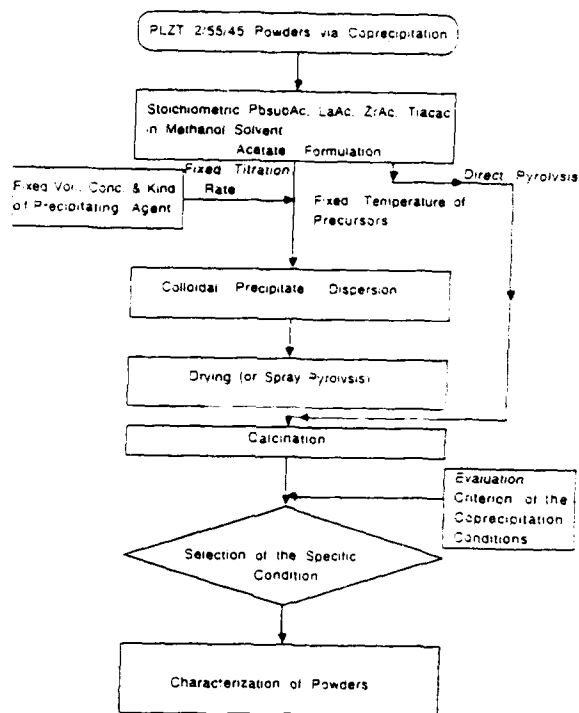 PLZT 2/55/45 Powders via Coprecipitation
Stoichiometric PbsubAc, LaAc, ZrAc, Tiacac
in Methanol Solvent
Acetate Formulation
Fixed Titration
Rate
Direct Pyrolysis
Fixed Vol., Conc. & Kind
of Precipitating Agent
Fixed Temperature of
Precursors
Colloidal Precipitate Dispersion
Drying (or Spray Pyrolysis)
Calcination
Evaluation
Criterion of the
Coprecipitation
Conditions
Selection of the Specific
Condition
Characterization of Powders